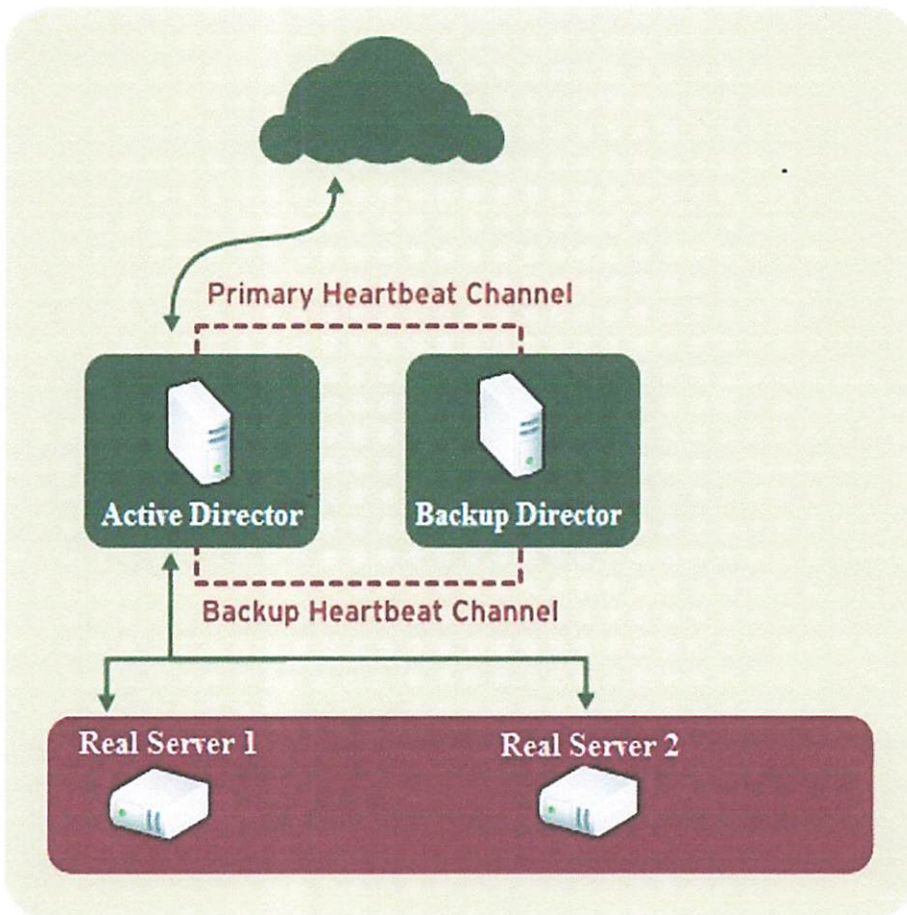 Primary Heartbeat Channel
Active Director
Backup Director
Backup Heartbeat Channel
Real Server 1
Real Server 2